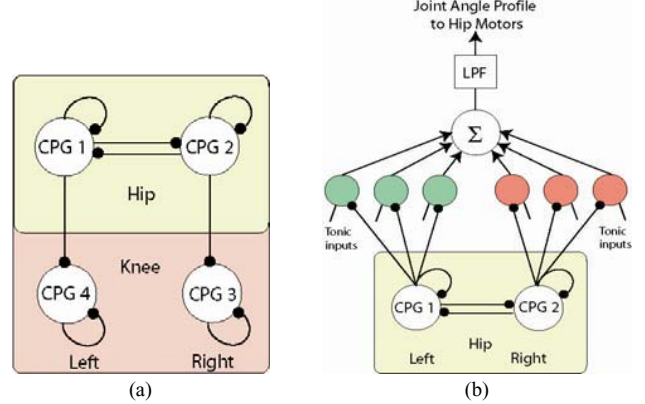 CPG 1
CPG 2
Hip
Knee
CPG 4
CPG 3
Left
Right
(a)
Joint Angle Profile
to Hip Motors
LPF
Σ
Tonic
inputs
Tonic
inputs
CPG 1
CPG 2
Hip
Left
Right
(b)